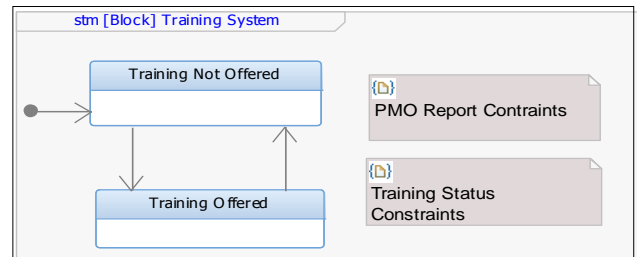 stm [Block] Training System
Training Not Offered
{ }
PMO Report Contraints
{ }
Training Status
Constraints
Training Offered